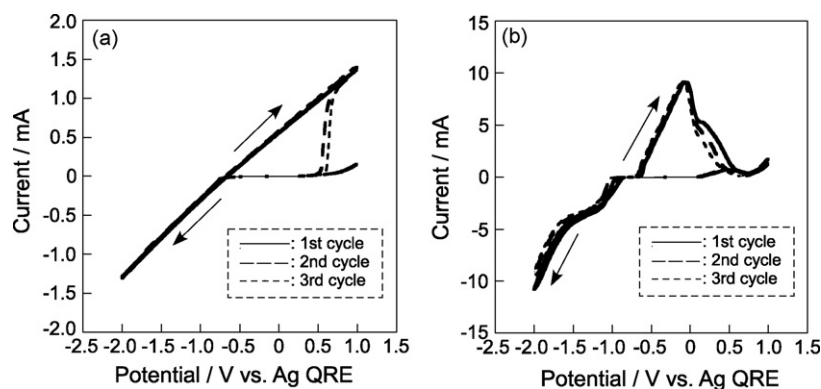 (a)
2.0
1.5
1.0
0.5
0
-0.5
-1.0
1.5
2.0
Current / mA
-2.5 -2.0 -1.5 -1.0 -0.5 0 0.5 1.0 1.5
Potential / V vs. Ag QRE
: 1st cycle
: 2nd cycle
: 3rd cycle
(b)
15
10
5
0
-5
-10
-15
Current / mA
-2.5 -2.0 -1.5 -1.0 -0.5 0 0.5 1.0 1.5
Potential / V vs. Ag QRE
: 1st cycle
: 2nd cycle
: 3rd cycle